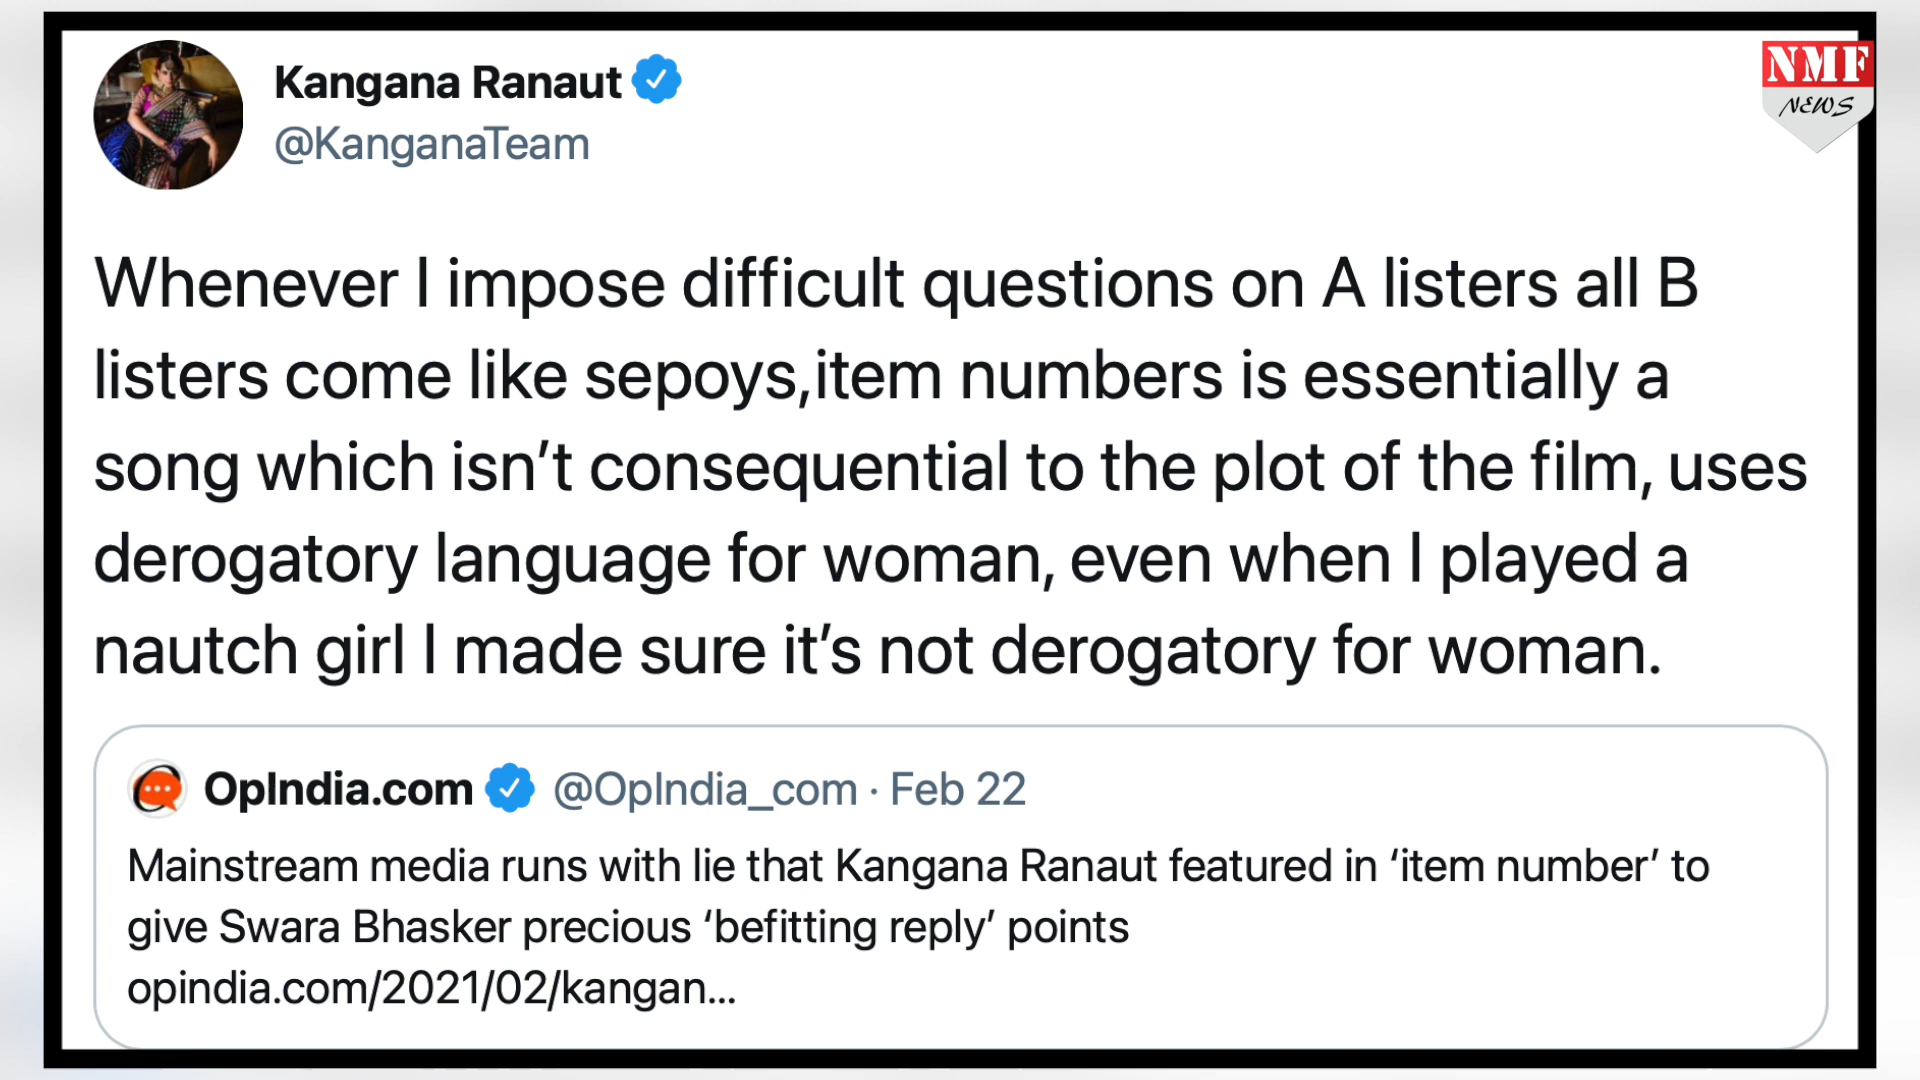 Kangana Ranaut
@KanganaTeam
NMF
NEWS
Whenever I impose difficult questions on A listers all B
listers come like sepoys,item numbers is essentially a
song which isn’t consequential to the plot of the film, uses
derogatory language for woman, even when I played a
nautch girl I made sure it’s not derogatory for woman.
OpIndia.com @OpIndia_com · Feb 22
Mainstream media runs with lie that Kangana Ranaut featured in ‘item number’ to
give Swara Bhasker precious ‘befitting reply’ points
opindia.com/2021/02/kangan...